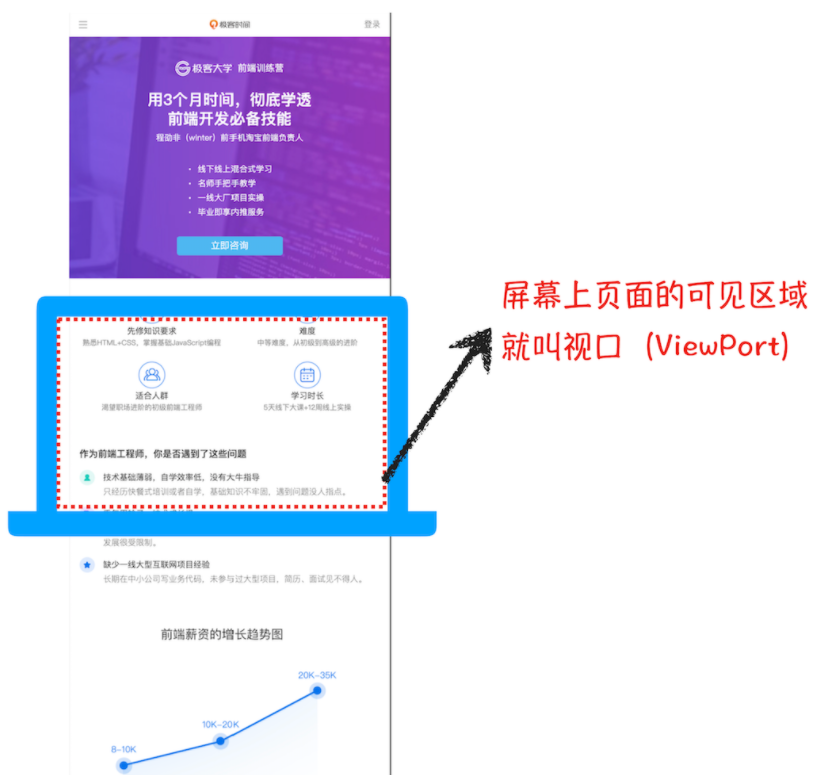 极客时间
登录
极客大学 前端训练营
用3个月时间，彻底学透
前端开发必备技能
程劭非（winter）前手机淘宝前端负责人
· 线下线上混合式学习
· 名师手把手教学
· 一线大厂项目实操
· 毕业即享内推服务
立即咨询
先修知识要求
难度
熟悉HTML+CSS、掌握基础JavaScript编程
中等难度，从初级到高级的进阶
适合人群
学习时长
渴望职场进阶的初级前端工程师
5天线下大课+12周线上实操
作为前端工程师，你是否遇到了这些问题
技术基础薄弱，自学效率低，没有大牛指导
只经历快餐式培训或者自学、基础知识不牢固，遇到问题没人指点。
发展很受限制。
缺少一线大型互联网项目经验
长期在中小公司写业务代码，未参与过大型项目，简历、面试见不得人。
前端薪资的增长趋势图
20K~35K
10K~20K
8~10K
屏幕上页面的可见区域
就叫视口（ViewPort）